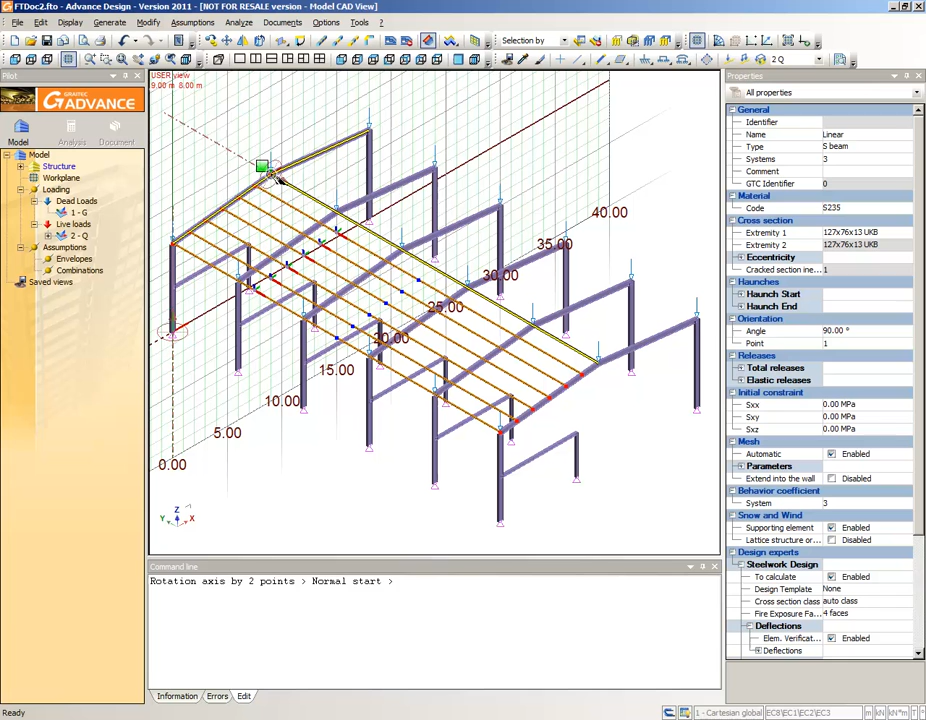 FTDoc2.fto - Advance Design - Version 2011 - [NOT FOR RESALE version - Model CAD View]
File Edit Display Generate Modify Assumptions Analyze Documents Options Tools ?
Selection by
2 Q
Pilot
GRAITEC
ADVANCE
Model Analysis Document
Model
Structure
Workplane
Loading
Dead Loads
1 - G
Live loads
2 - Q
Assumptions
Envelopes
Combinations
Saved views
USER view
9.00 m 8.00 m
40.00
35.00
30.00
25.00
20.00
15.00
10.00
5.00
0.00
Z
Y X
Command line
Rotation axis by 2 points > Normal start >
Information Errors Edit
Properties
All properties
General
Identifier
Name Linear
Type S beam
Systems 3
Comment
GTC Identifier 0
Material
Code S235
Cross section
Extremity 1 127x76x13 UKB
Extremity 2 127x76x13 UKB
Eccentricity
Cracked section ine... 1
Haunches
Haunch Start
Haunch End
Orientation
Angle 90.00 °
Point 1
Releases
Total releases
Elastic releases
Initial constraint
Sxx 0.00 MPa
Sxy 0.00 MPa
Sxz 0.00 MPa
Mesh
Automatic Enabled
Parameters
Extend into the wall Disabled
Behavior coefficient
System 3
Snow and Wind
Supporting element Enabled
Lattice structure or... Disabled
Design experts
Steelwork Design
To calculate Enabled
Design Template None
Cross section class auto class
Fire Exposure Fa... 4 faces
Deflections
Elem. Verificat... Enabled
Deflections
Ready
1 - Cartesian global EC8/EC1/EC2/EC3 m kN kN*m T °